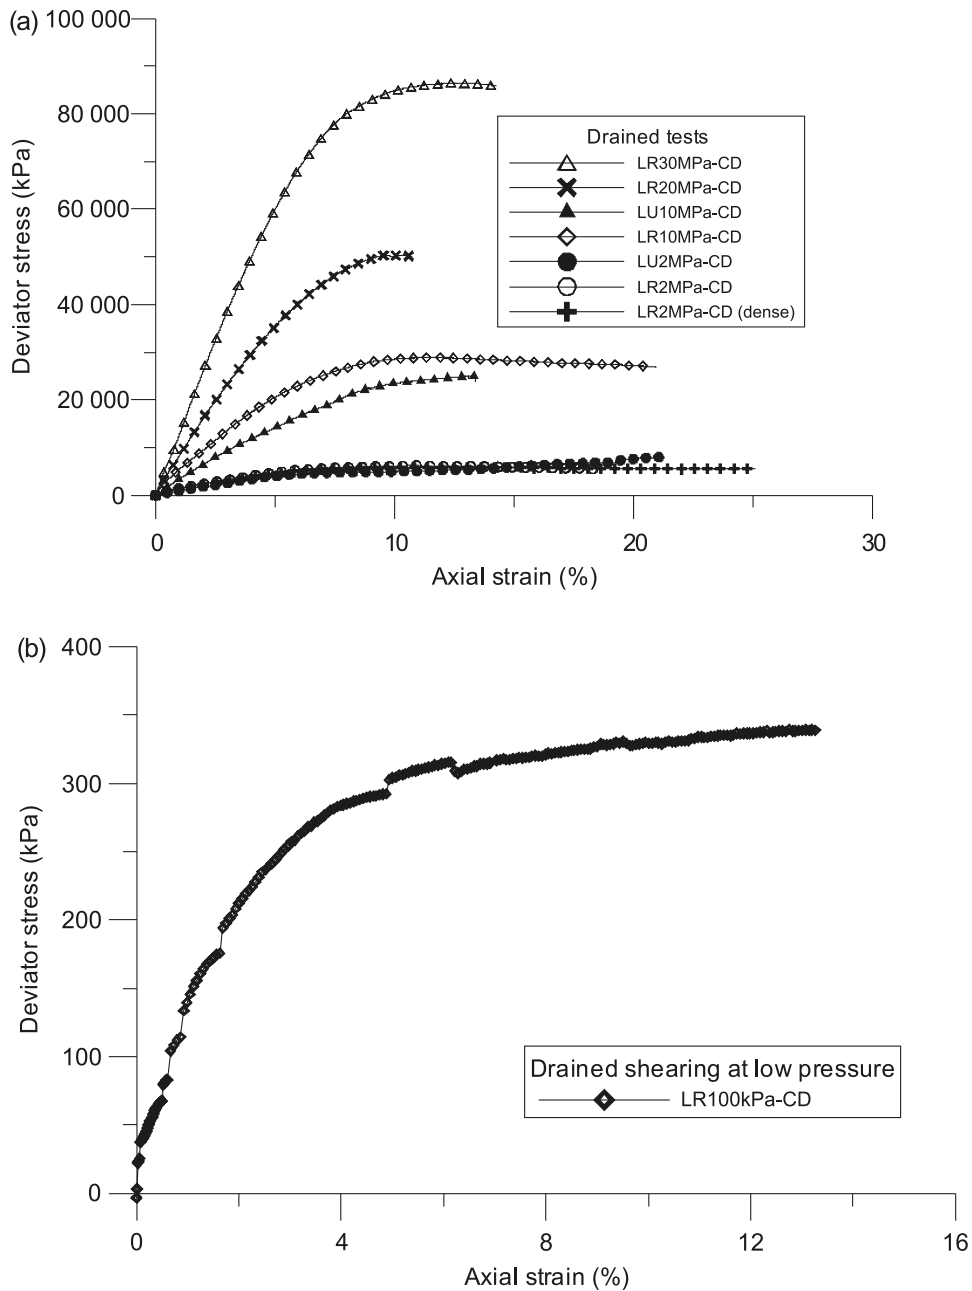 (a)
100 000
80 000
60 000
40 000
20 000
0
Deviator stress (kPa)
Drained tests
LR30MPa-CD
LR20MPa-CD
LU10MPa-CD
LR10MPa-CD
LU2MPa-CD
LR2MPa-CD
LR2MPa-CD (dense)
0 10 20 30
Axial strain (%)
(b)
400
300
200
100
0
Deviator stress (kPa)
Drained shearing at low pressure
LR100kPa-CD
0 4 8 12 16
Axial strain (%)